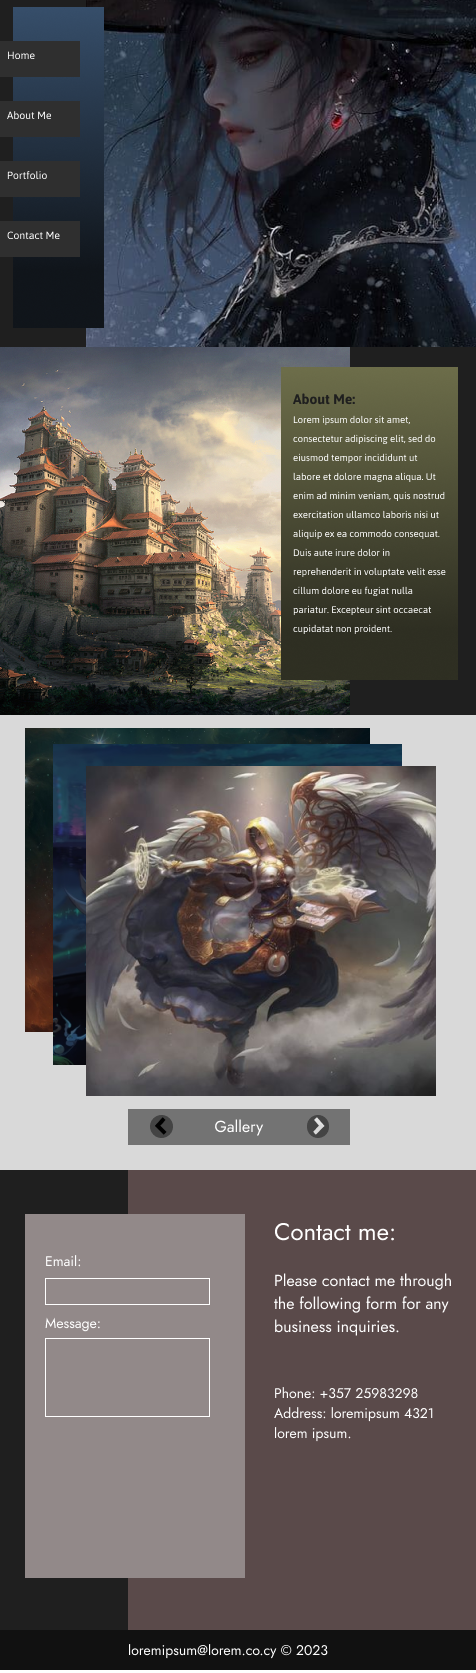 Home
About Me
Portfolio
Contact Me
About Me:
Lorem ipsum dolor sit amet,
consectetur adipiscing elit, sed do
eiusmod tempor incididunt ut
labore et dolore magna aliqua. Ut
enim ad minim veniam, quis nostrud
exercitation ullamco laboris nisi ut
aliquip ex ea commodo consequat.
Duis aute irure dolor in
reprehenderit in voluptate velit esse
cillum dolore eu fugiat nulla
pariatur. Excepteur sint occaecat
cupidatat non proident.
Gallery
Email:
Message:
Contact me:
Please contact me through
the following form for any
business inquiries.
Phone: +357 25983298
Address: loremipsum 4321
lorem ipsum.
loremipsum@lorem.co.cy © 2023